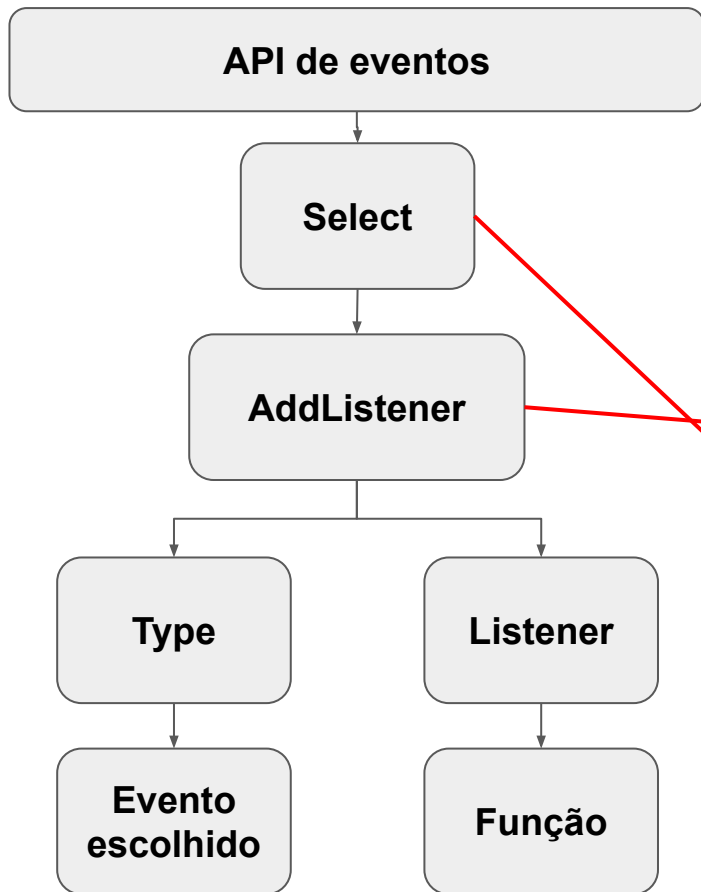 API de eventos
Select
AddListener
Type
Listener
Evento
escolhido
Função